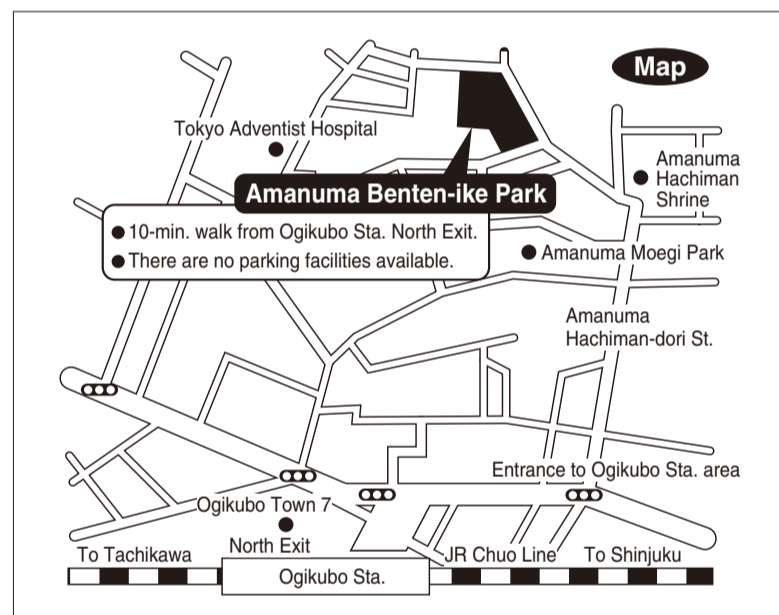 Map
Tokyo Adventist Hospital
Amanuma
Hachiman
Shrine
Amanuma Benten-ike Park
● 10-min. walk from Ogikubo Sta. North Exit.
● There are no parking facilities available.
Amanuma Moegi Park
Amanuma
Hachiman-dori St.
Entrance to Ogikubo Sta. area
Ogikubo Town 7
North Exit
To Tachikawa
JR Chuo Line
To Shinjuku
Ogikubo Sta.